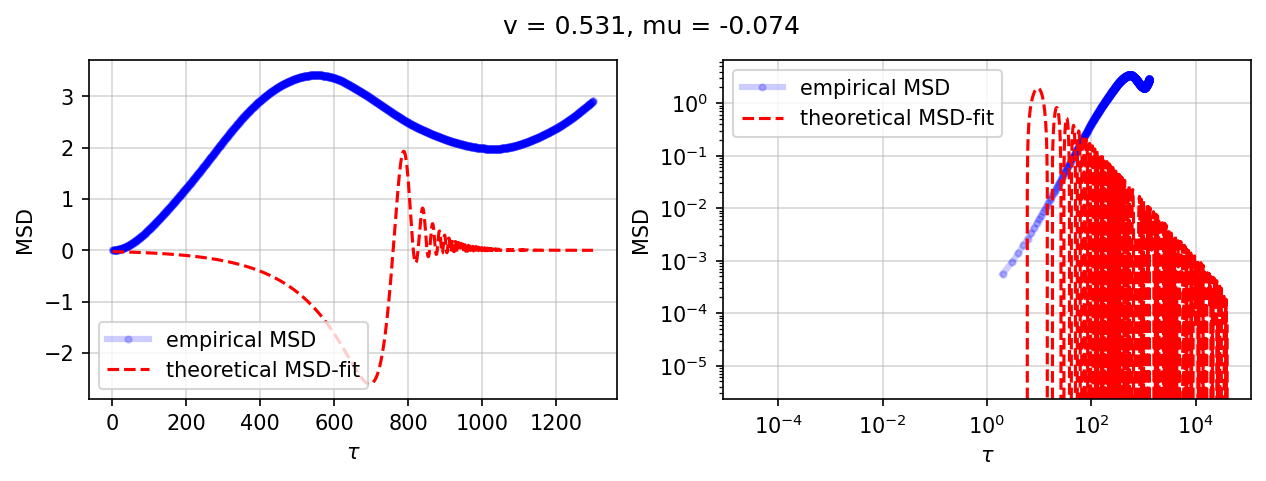 v = 0.531, mu = -0.074
MSD
3
2
1
0
−1
−2
empirical MSD
theoretical MSD-fit
0 200 400 600 800 1000 1200
τ
MSD
10⁰
10⁻¹
10⁻²
10⁻³
10⁻⁴
10⁻⁵
empirical MSD
theoretical MSD-fit
10⁻⁴ 10⁻² 10⁰ 10² 10⁴
τ